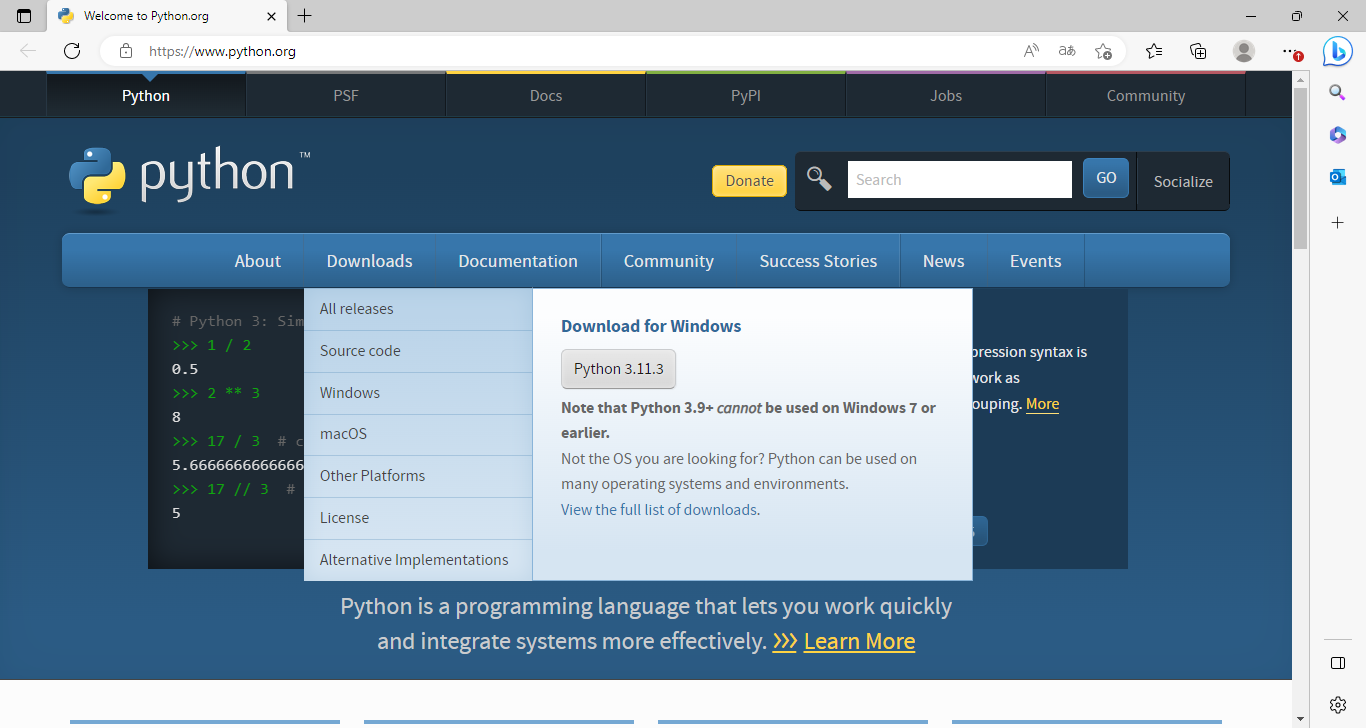 Welcome to Python.org
https://www.python.org
Python PSF Docs PyPI Jobs Community
python™
Donate Search GO Socialize
About Downloads Documentation Community Success Stories News Events
# Python 3: Sim
>>> 1 / 2
0.5
>>> 2 ** 3
8
>>> 17 / 3 # c
5.6666666666666
>>> 17 // 3 #
5
All releases
Source code
Windows
macOS
Other Platforms
License
Alternative Implementations
Download for Windows
Python 3.11.3
Note that Python 3.9+ cannot be used on Windows 7 or
earlier.
Not the OS you are looking for? Python can be used on
many operating systems and environments.
View the full list of downloads.
pression syntax is
work as
ouping. More
Python is a programming language that lets you work quickly
and integrate systems more effectively. >>> Learn More